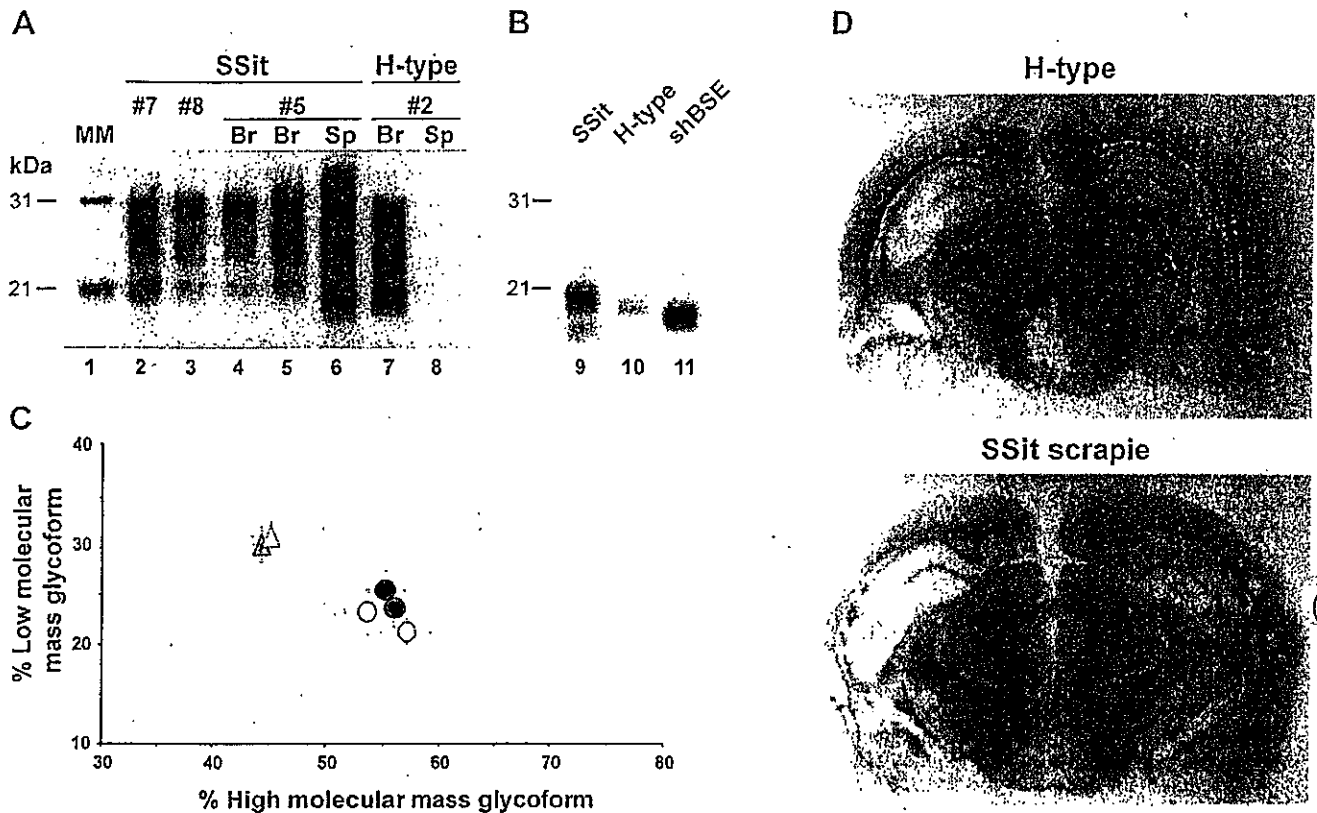 A
SSit H-type
#7 #8 #5 #2
MM Br Br Sp Br Sp
kDa
31
21
1 2 3 4 5 6 7 8
B
SSit H-type shBSE
31
21
9 10 11
C
40
30
20
10
30 40 50 60 70 80
% Low molecular
mass glycoform
% High molecular mass glycoform
D
H-type
SSit scrapie